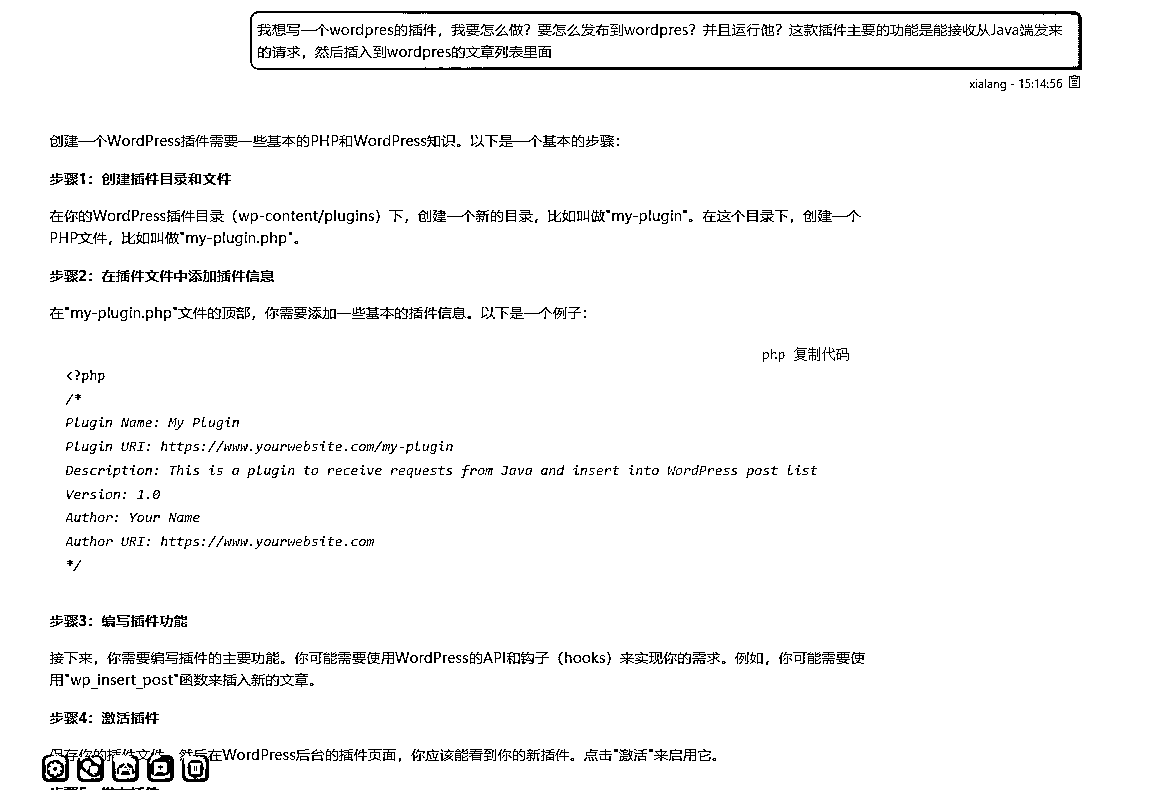 我想写一个wordpres的插件，我要怎么做？要怎么发布到wordpres？并且运行他？这款插件主要的功能是能接收从Java端发来
的请求，然后插入到wordpres的文章列表里面
xialang - 15:14:56
创建一个WordPress插件需要一些基本的PHP和WordPress知识。以下是一个基本的步骤：
步骤1：创建插件目录和文件
在你的WordPress插件目录（wp-content/plugins）下，创建一个新的目录，比如叫做"my-plugin"。在这个目录下，创建一个
PHP文件，比如叫做"my-plugin.php"。
步骤2：在插件文件中添加插件信息
在"my-plugin.php"文件的顶部，你需要添加一些基本的插件信息。以下是一个例子：
php 复制代码
<?php
/*
Plugin Name: My Plugin
Plugin URI: https://www.yourwebsite.com/my-plugin
Description: This is a plugin to receive requests from Java and insert into WordPress post list
Version: 1.0
Author: Your Name
Author URI: https://www.yourwebsite.com
*/
步骤3：编写插件功能
接下来，你需要编写插件的主要功能。你可能需要使用WordPress的API和钩子（hooks）来实现你的需求。例如，你可能需要使
用"wp_insert_post"函数来插入新的文章。
步骤4：激活插件
保存你的插件文件，然后在WordPress后台的插件页面，你应该能看到你的新插件。点击"激活"来启用它。